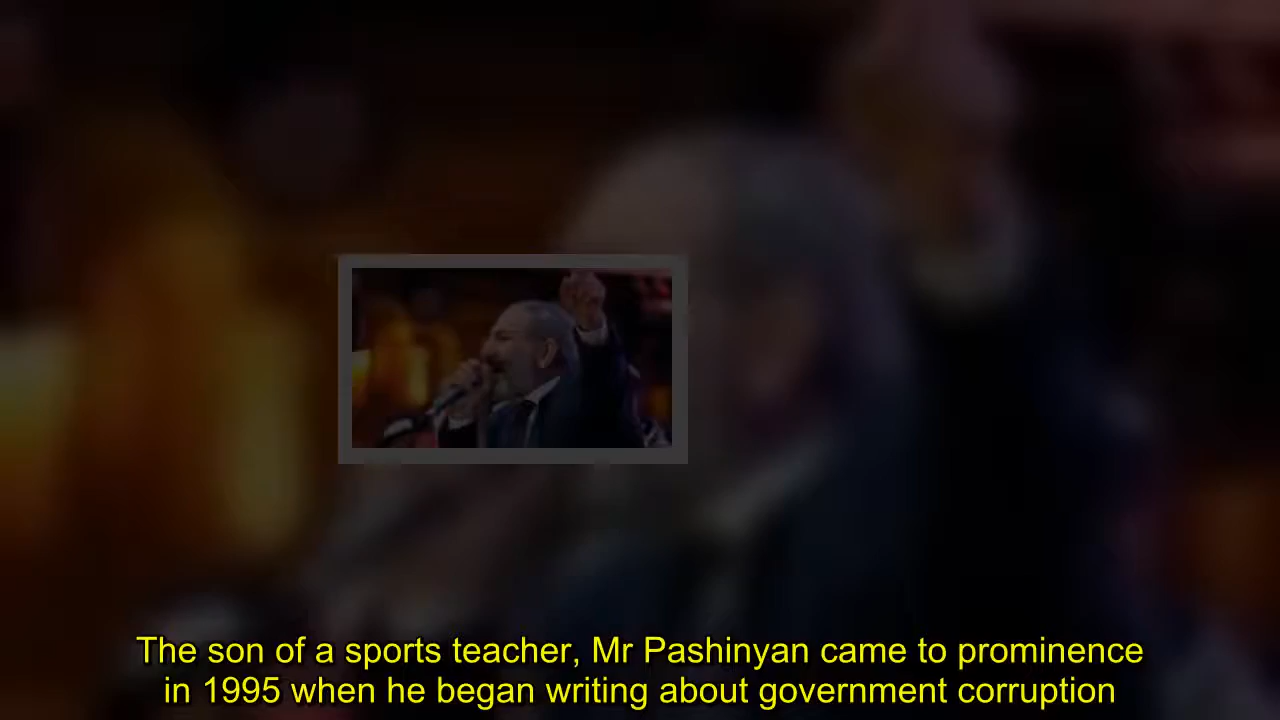 The son of a sports teacher, Mr Pashinyan came to prominence
in 1995 when he began writing about government corruption